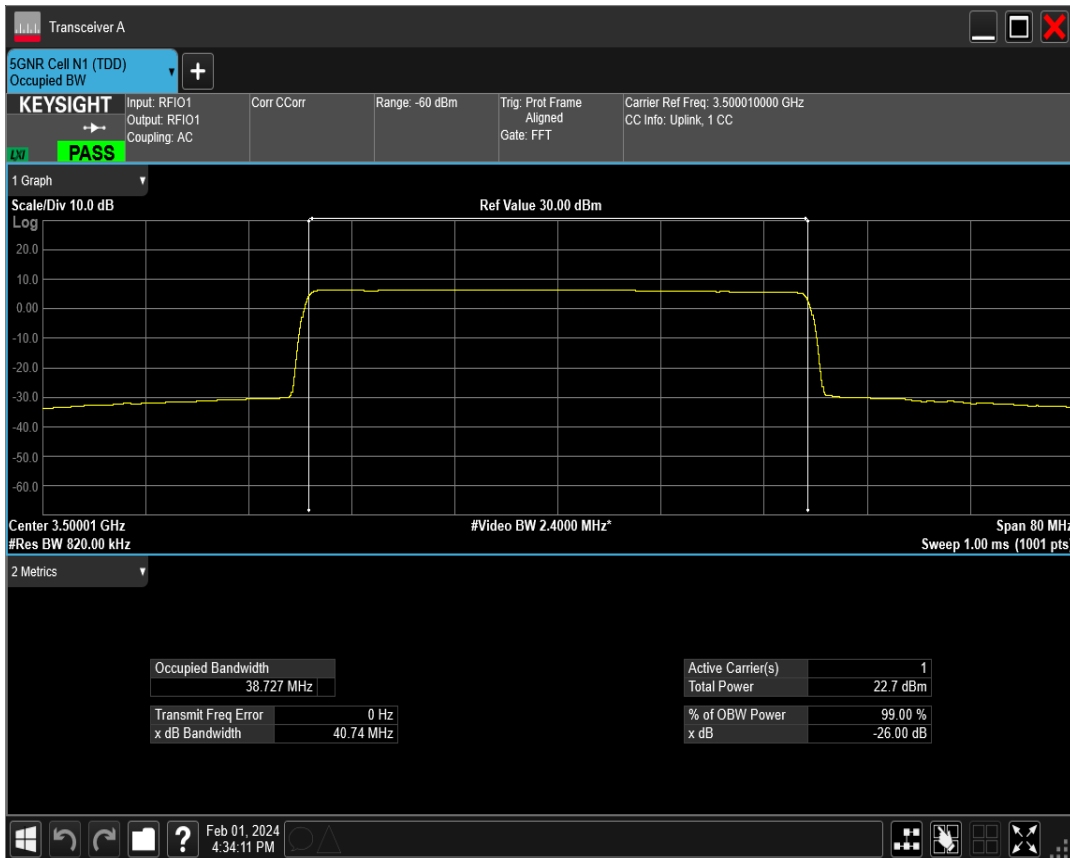 Transceiver A
5GNR Cell N1 (TDD)
Occupied BW
+
KEYSIGHT
LXI
PASS
Input: RFIO1
Output: RFIO1
Coupling: AC
Corr CCorr
Range: -60 dBm
Trig: Prot Frame
Aligned
Gate: FFT
Carrier Ref Freq: 3.500010000 GHz
CC Info: Uplink, 1 CC
1 Graph
Scale/Div 10.0 dB
Ref Value 30.00 dBm
Log
20.0
10.0
0.00
-10.0
-20.0
-30.0
-40.0
-50.0
-60.0
Center 3.50001 GHz
#Video BW 2.4000 MHz*
Span 80 MHz
#Res BW 820.00 kHz
Sweep 1.00 ms (1001 pts)
2 Metrics
Occupied Bandwidth
38.727 MHz
Transmit Freq Error 0 Hz
x dB Bandwidth 40.74 MHz
Active Carrier(s) 1
Total Power 22.7 dBm
% of OBW Power 99.00 %
x dB -26.00 dB
?
Feb 01, 2024
4:34:11 PM